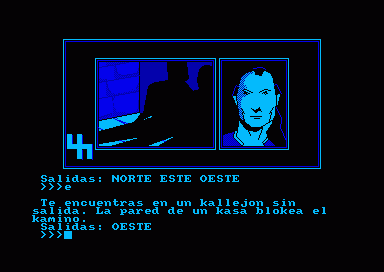 4H
Salidas: NORTE ESTE OESTE
>>>e
Te encuentras en un kallejon sin
salida. La pared de un kasa blokea el
kamino.
Salidas: OESTE
>>>